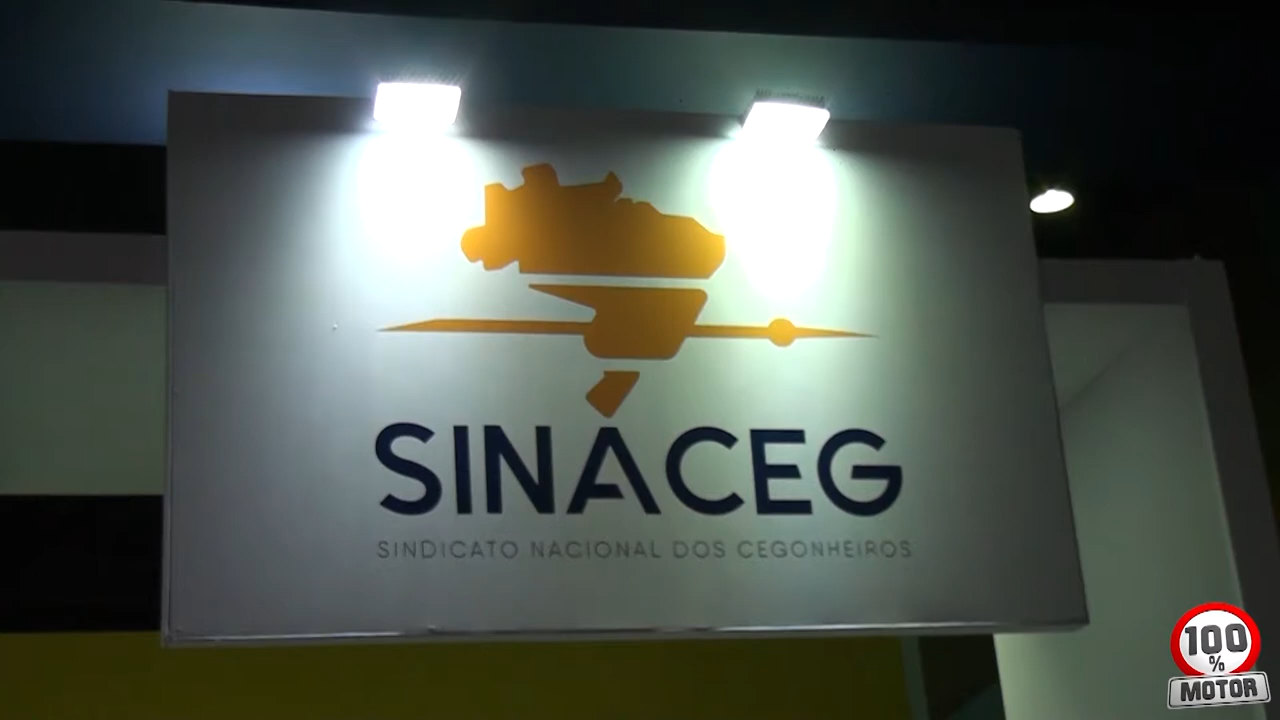 SINACEG
SINDICATO NACIONAL DOS CEGONHEIROS
100
%
MOTOR